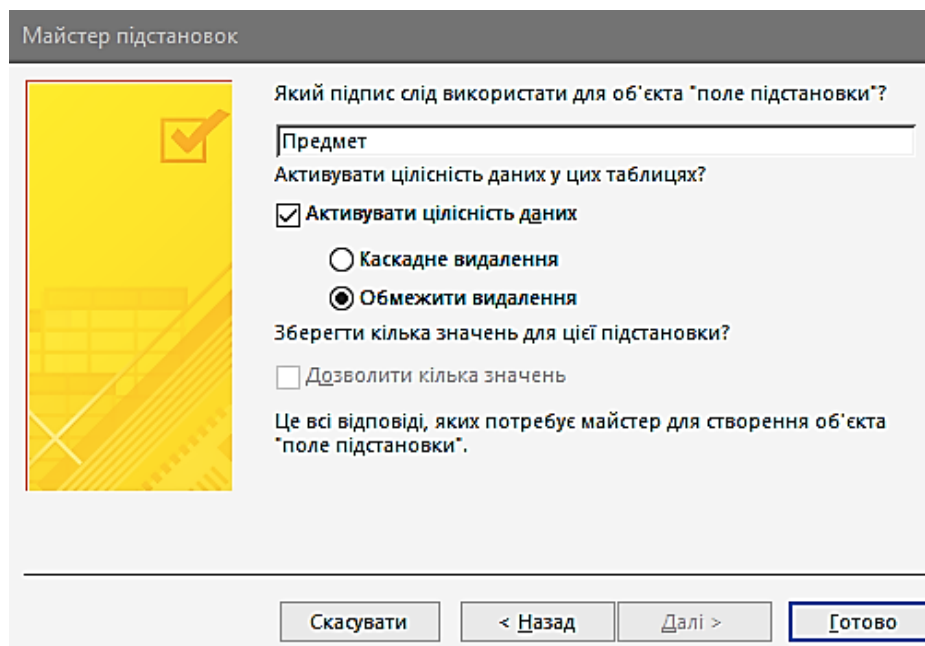 Майстер підстановок
Який підпис слід використати для об'єкта "поле підстановки"?
Предмет
Активувати цілісність даних у цих таблицях?
Активувати цілісність даних
Каскадне видалення
Обмежити видалення
Зберегти кілька значень для цієї підстановки?
Дозволити кілька значень
Це всі відповіді, яких потребує майстер для створення об'єкта
"поле підстановки".
Скасувати < Назад Далі > Готово